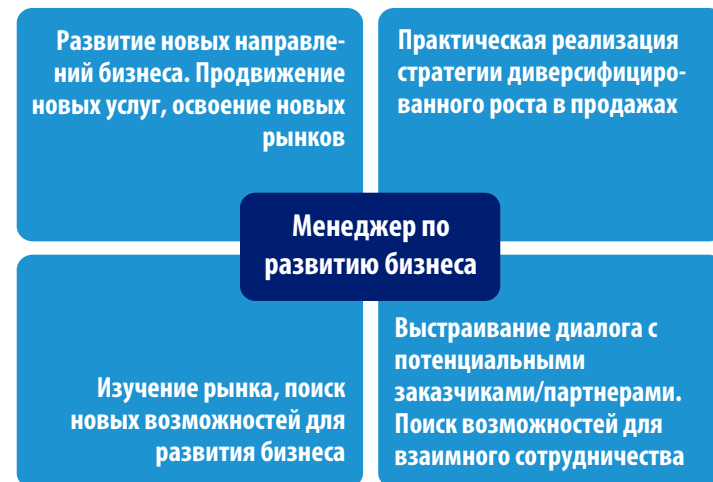 Развитие новых направле-
ний бизнеса. Продвижение
новых услуг, освоение новых
рынков
Практическая реализация
стратегии диверсифициро-
ванного роста в продажах
Менеджер по
развитию бизнеса
Изучение рынка, поиск
новых возможностей для
развития бизнеса
Выстраивание диалога с
потенциальными
заказчиками/партнерами.
Поиск возможностей для
взаимного сотрудничества